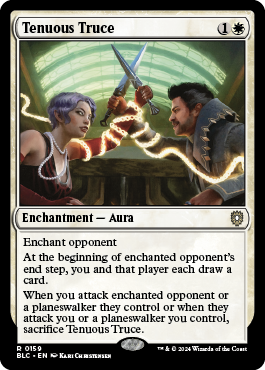 Tenuous Truce 1
Enchantment — Aura
Enchant opponent
At the beginning of enchanted opponent's
end step, you and that player each draw a
card.
When you attack enchanted opponent or
a planeswalker they control or when they
attack you or a planeswalker you control,
sacrifice Tenuous Truce.
R 0159
BLC • EN Kari Christensen
™ & © 2024 Wizards of the Coast